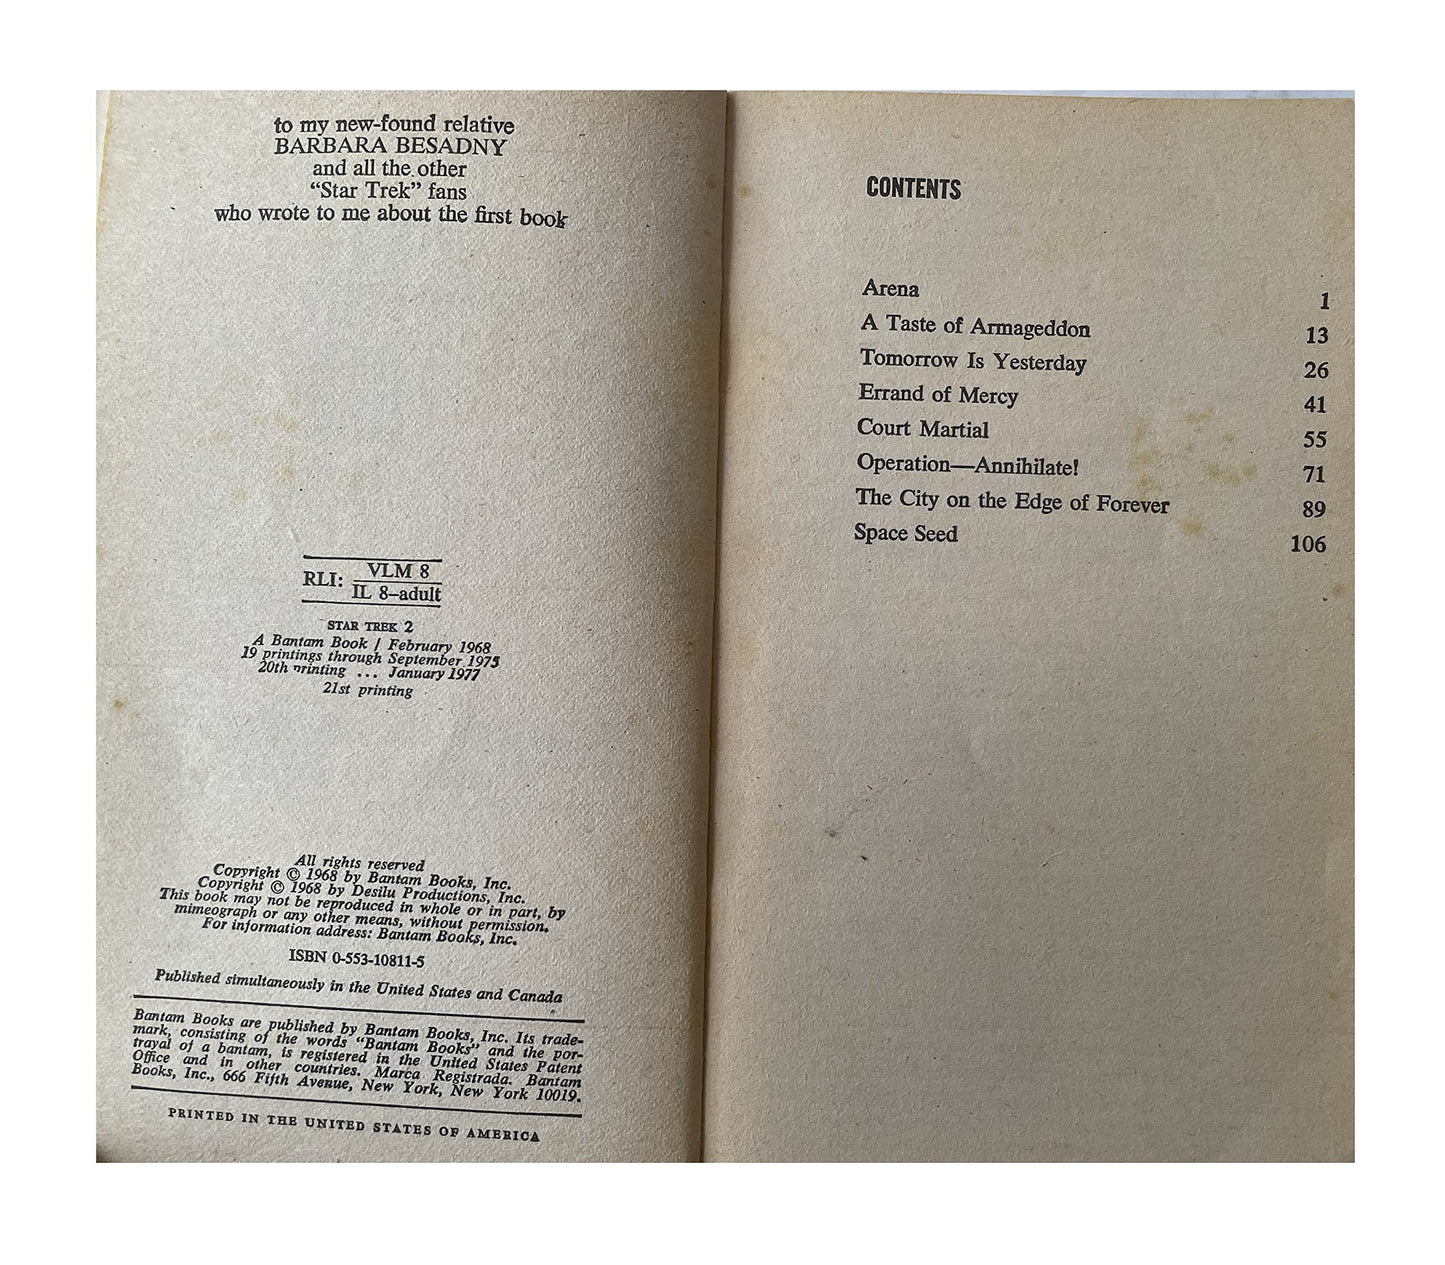 to my new-found relative
BARBARA BESADNY
and all the other
"Star Trek" fans
who wrote to me about the first book
RLI: VLM 8
IL 8–adult
STAR TREK 2
A Bantam Book / February 1968
19 printings through September 1975
20th printing ... January 1977
21st printing
All rights reserved
Copyright © 1968 by Bantam Books, Inc.
Copyright © 1968 by Desilu Productions, Inc.
This book may not be reproduced in whole or in part, by
mimeograph or any other means, without permission.
For information address: Bantam Books, Inc.
ISBN 0-553-10811-5
Published simultaneously in the United States and Canada
Bantam Books are published by Bantam Books, Inc. Its trade-
mark, consisting of the words "Bantam Books" and the por-
trayal of a bantam, is registered in the United States Patent
Office and in other countries. Marca Registrada. Bantam
Books, Inc., 666 Fifth Avenue, New York, New York 10019.
PRINTED IN THE UNITED STATES OF AMERICA
CONTENTS
Arena 1
A Taste of Armageddon 13
Tomorrow Is Yesterday 26
Errand of Mercy 41
Court Martial 55
Operation—Annihilate! 71
The City on the Edge of Forever 89
Space Seed 106